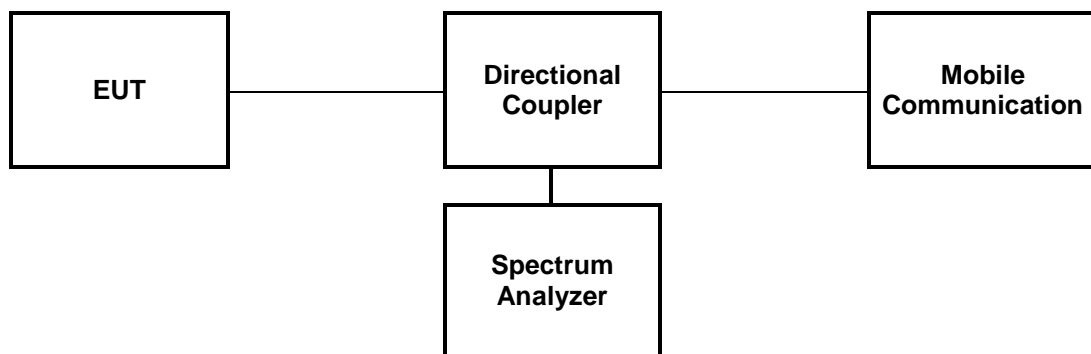 EUT
Directional
Coupler
Mobile
Communication
Spectrum
Analyzer